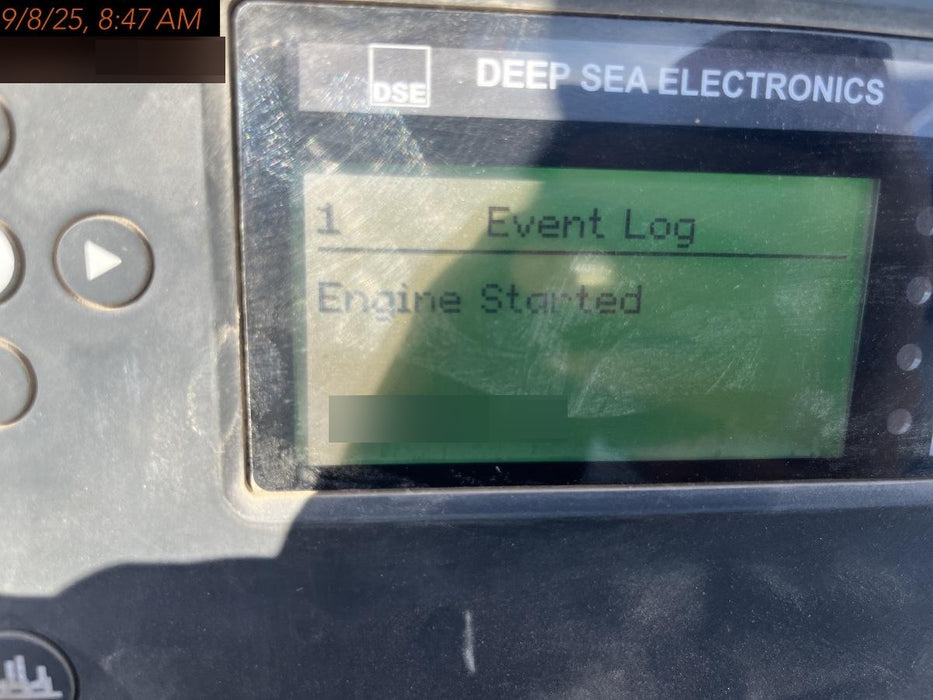 9/8/25, 8:47 AM
DSE DEEP SEA ELECTRONICS
1 Event Log
Engine Started